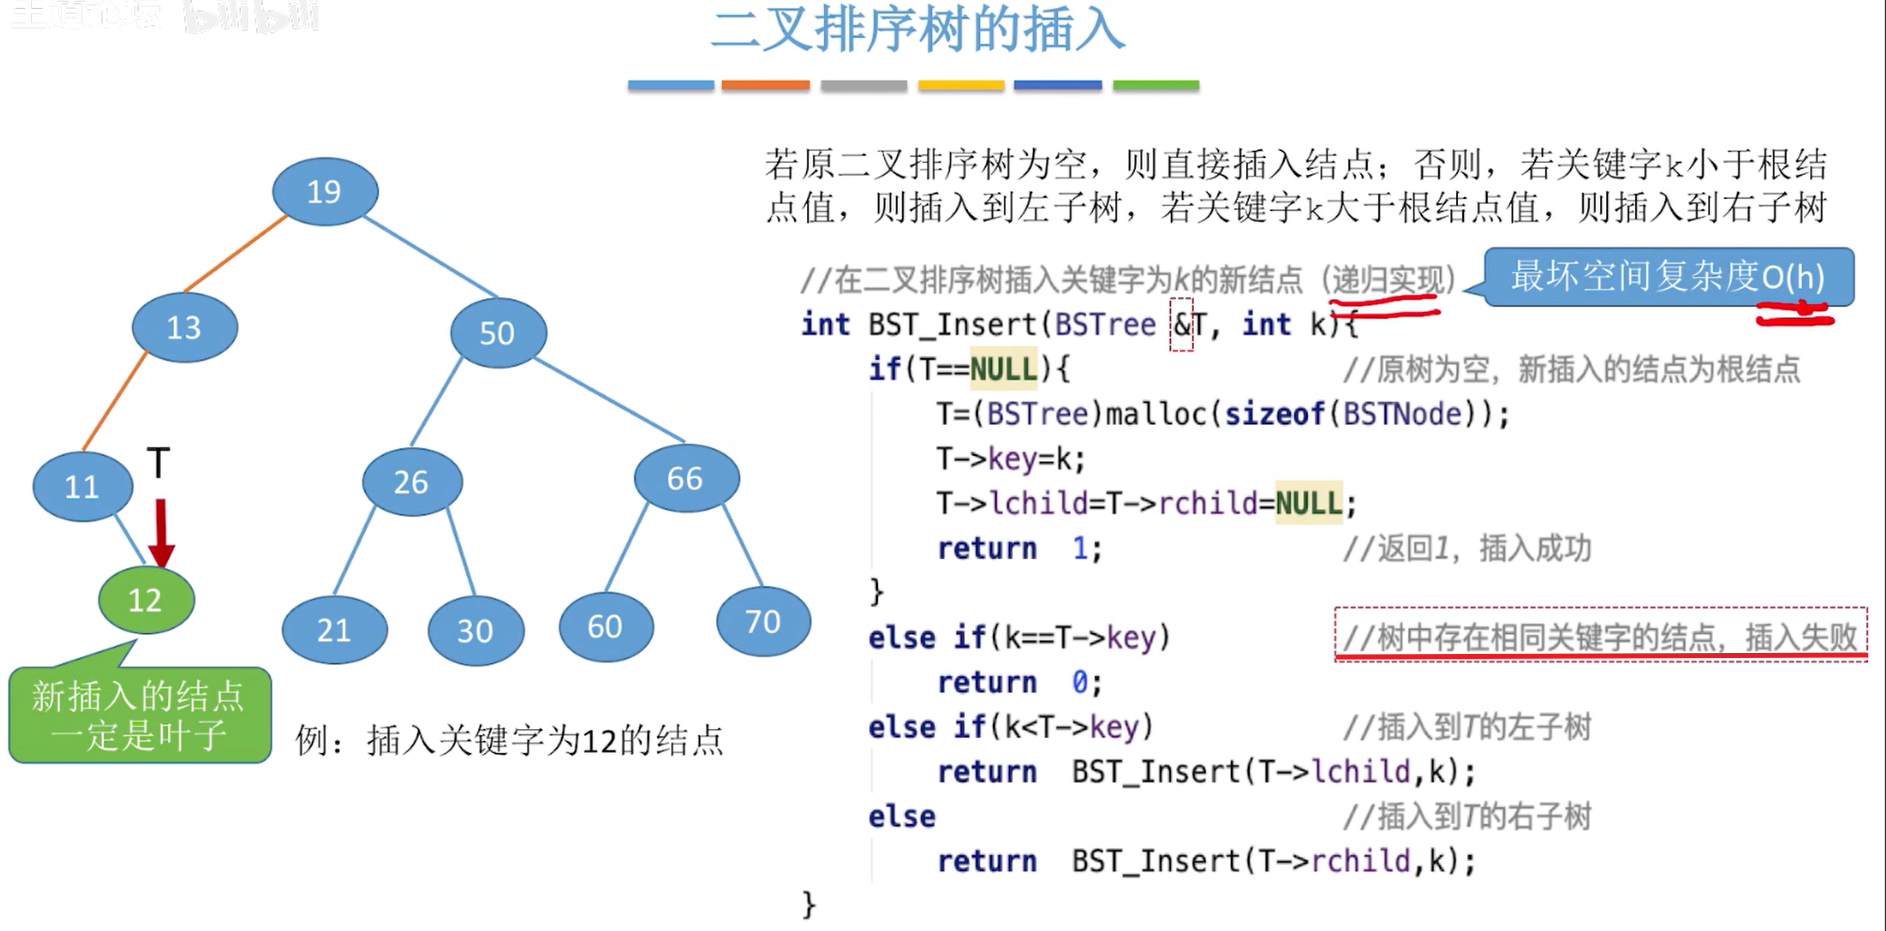 bilibili
二叉排序树的插入
若原二叉排序树为空，则直接插入结点；否则，若关键字k小于根结
点值，则插入到左子树，若关键字k大于根结点值，则插入到右子树
19
13
50
11
T
26
66
12
21
30
60
70
新插入的结点
一定是叶子
例：插入关键字为12的结点
//在二叉排序树插入关键字为k的新结点（递归实现）
最坏空间复杂度O(h)
int BST_Insert(BSTree &T, int k){
if(T==NULL){ //原树为空，新插入的结点为根结点
T=(BSTree)malloc(sizeof(BSTNode));
T->key=k;
T->lchild=T->rchild=NULL;
return 1; //返回1，插入成功
}
else if(k==T->key) //树中存在相同关键字的结点，插入失败
return 0;
else if(k<T->key) //插入到T的左子树
return BST_Insert(T->lchild,k);
else //插入到T的右子树
return BST_Insert(T->rchild,k);
}